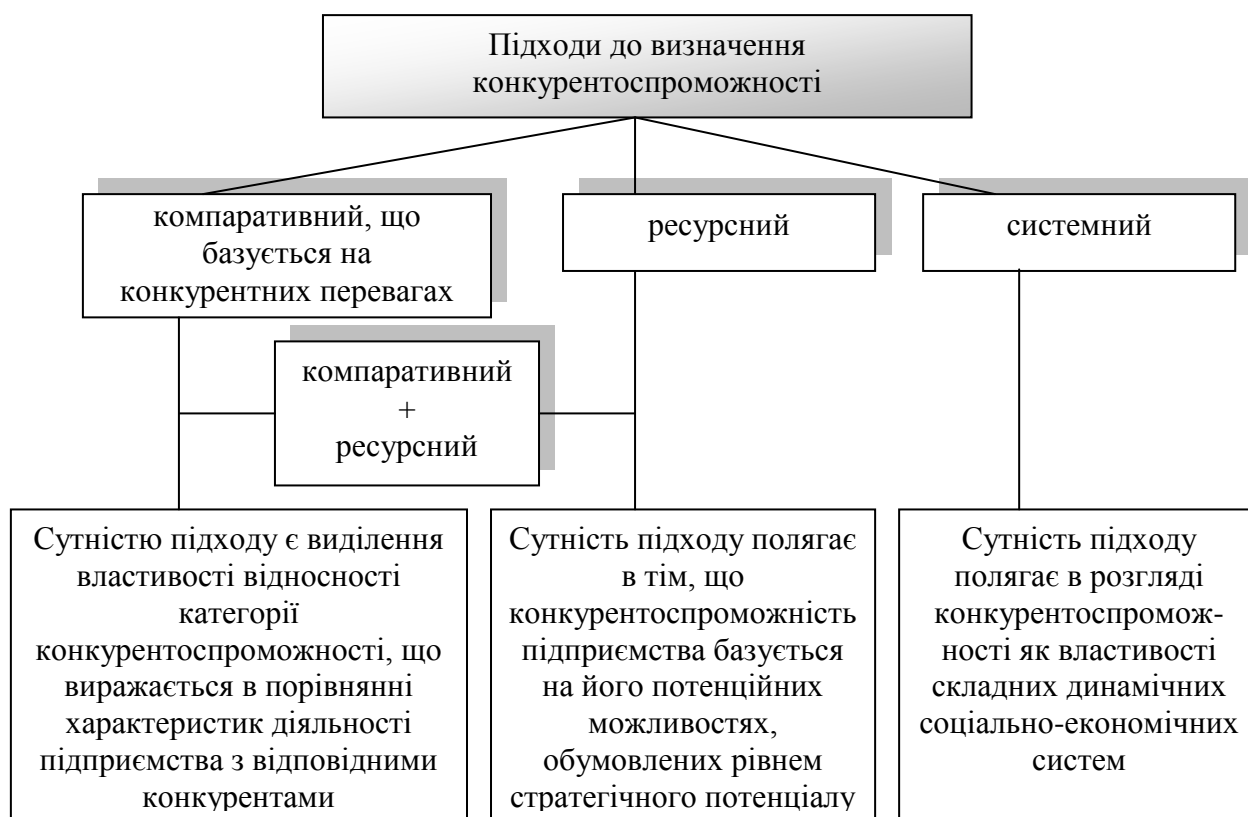 Підходи до визначення
конкурентоспроможності
компаративний, що
базується на
конкурентних перевагах
ресурсний
системний
компаративний
+
ресурсний
Сутністю підходу є виділення
властивості відносності
категорії
конкурентоспроможності, що
виражається в порівнянні
характеристик діяльності
підприємства з відповідними
конкурентами
Сутність підходу полягає
в тім, що
конкурентоспроможність
підприємства базується
на його потенційних
можливостях,
обумовлених рівнем
стратегічного потенціалу
Сутність підходу
полягає в розгляді
конкурентоспромож-
ності як властивості
складних динамічних
соціально-економічних
систем